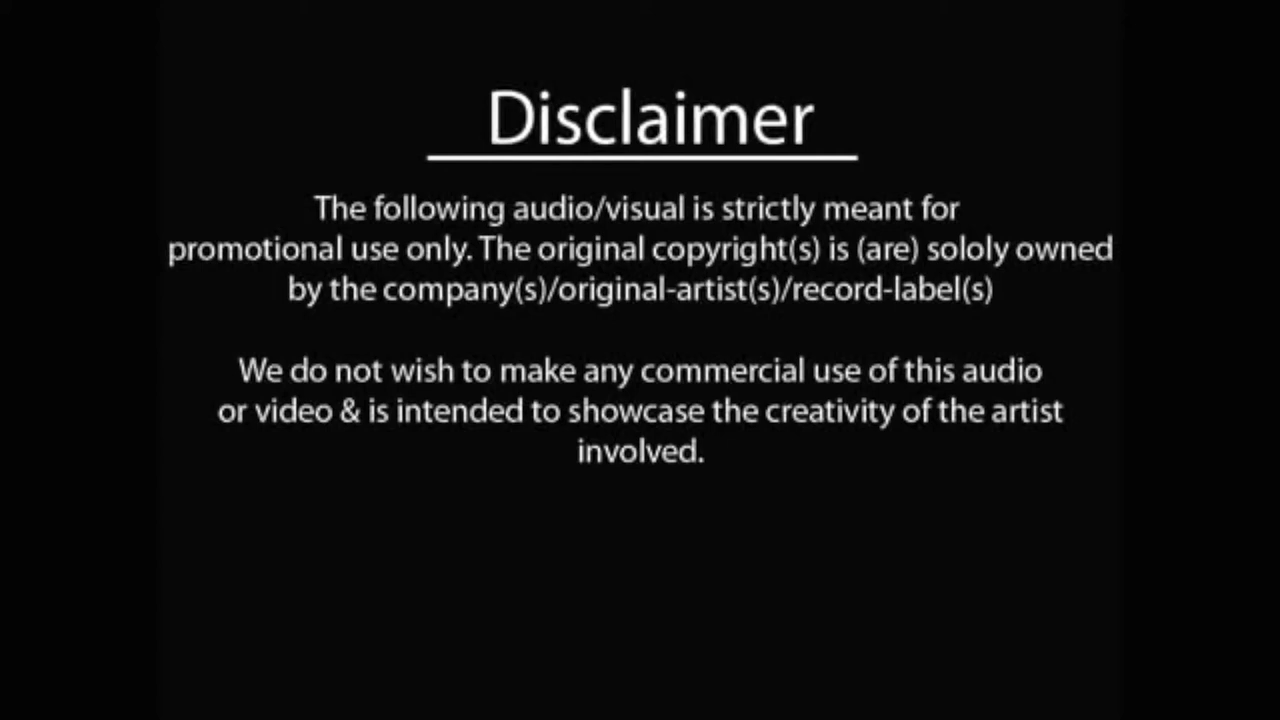 Disclaimer
The following audio/visual is strictly meant for
promotional use only. The original copyright(s) is (are) sololy owned
by the company(s)/original-artist(s)/record-label(s)
We do not wish to make any commercial use of this audio
or video & is intended to showcase the creativity of the artist
involved.